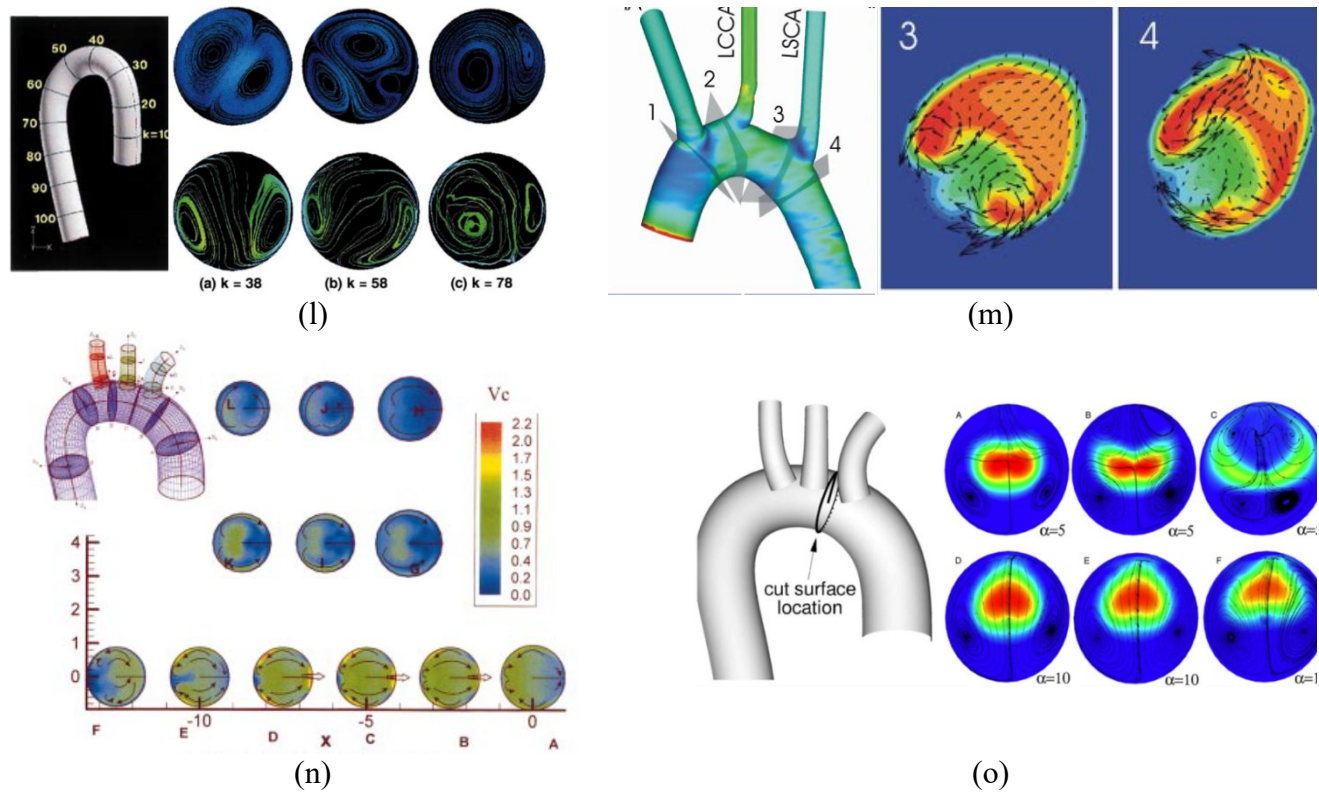 50
40
30
60
20
70
k=10
80
90
100
(a) k = 38
(b) k = 58
(c) k = 78
(l)
LCCA
LSCA
1
2
3
4
3
4
(m)
L
J
H
K
I
G
Vc
2.2
2.0
1.7
1.5
1.3
1.1
0.9
0.7
0.4
0.2
0.0
4
3
2
1
0
-10
-5
0
F
E
D
X
C
B
A
(n)
cut surface
location
A
B
C
α=5
α=5
D
E
F
α=10
α=10
(o)